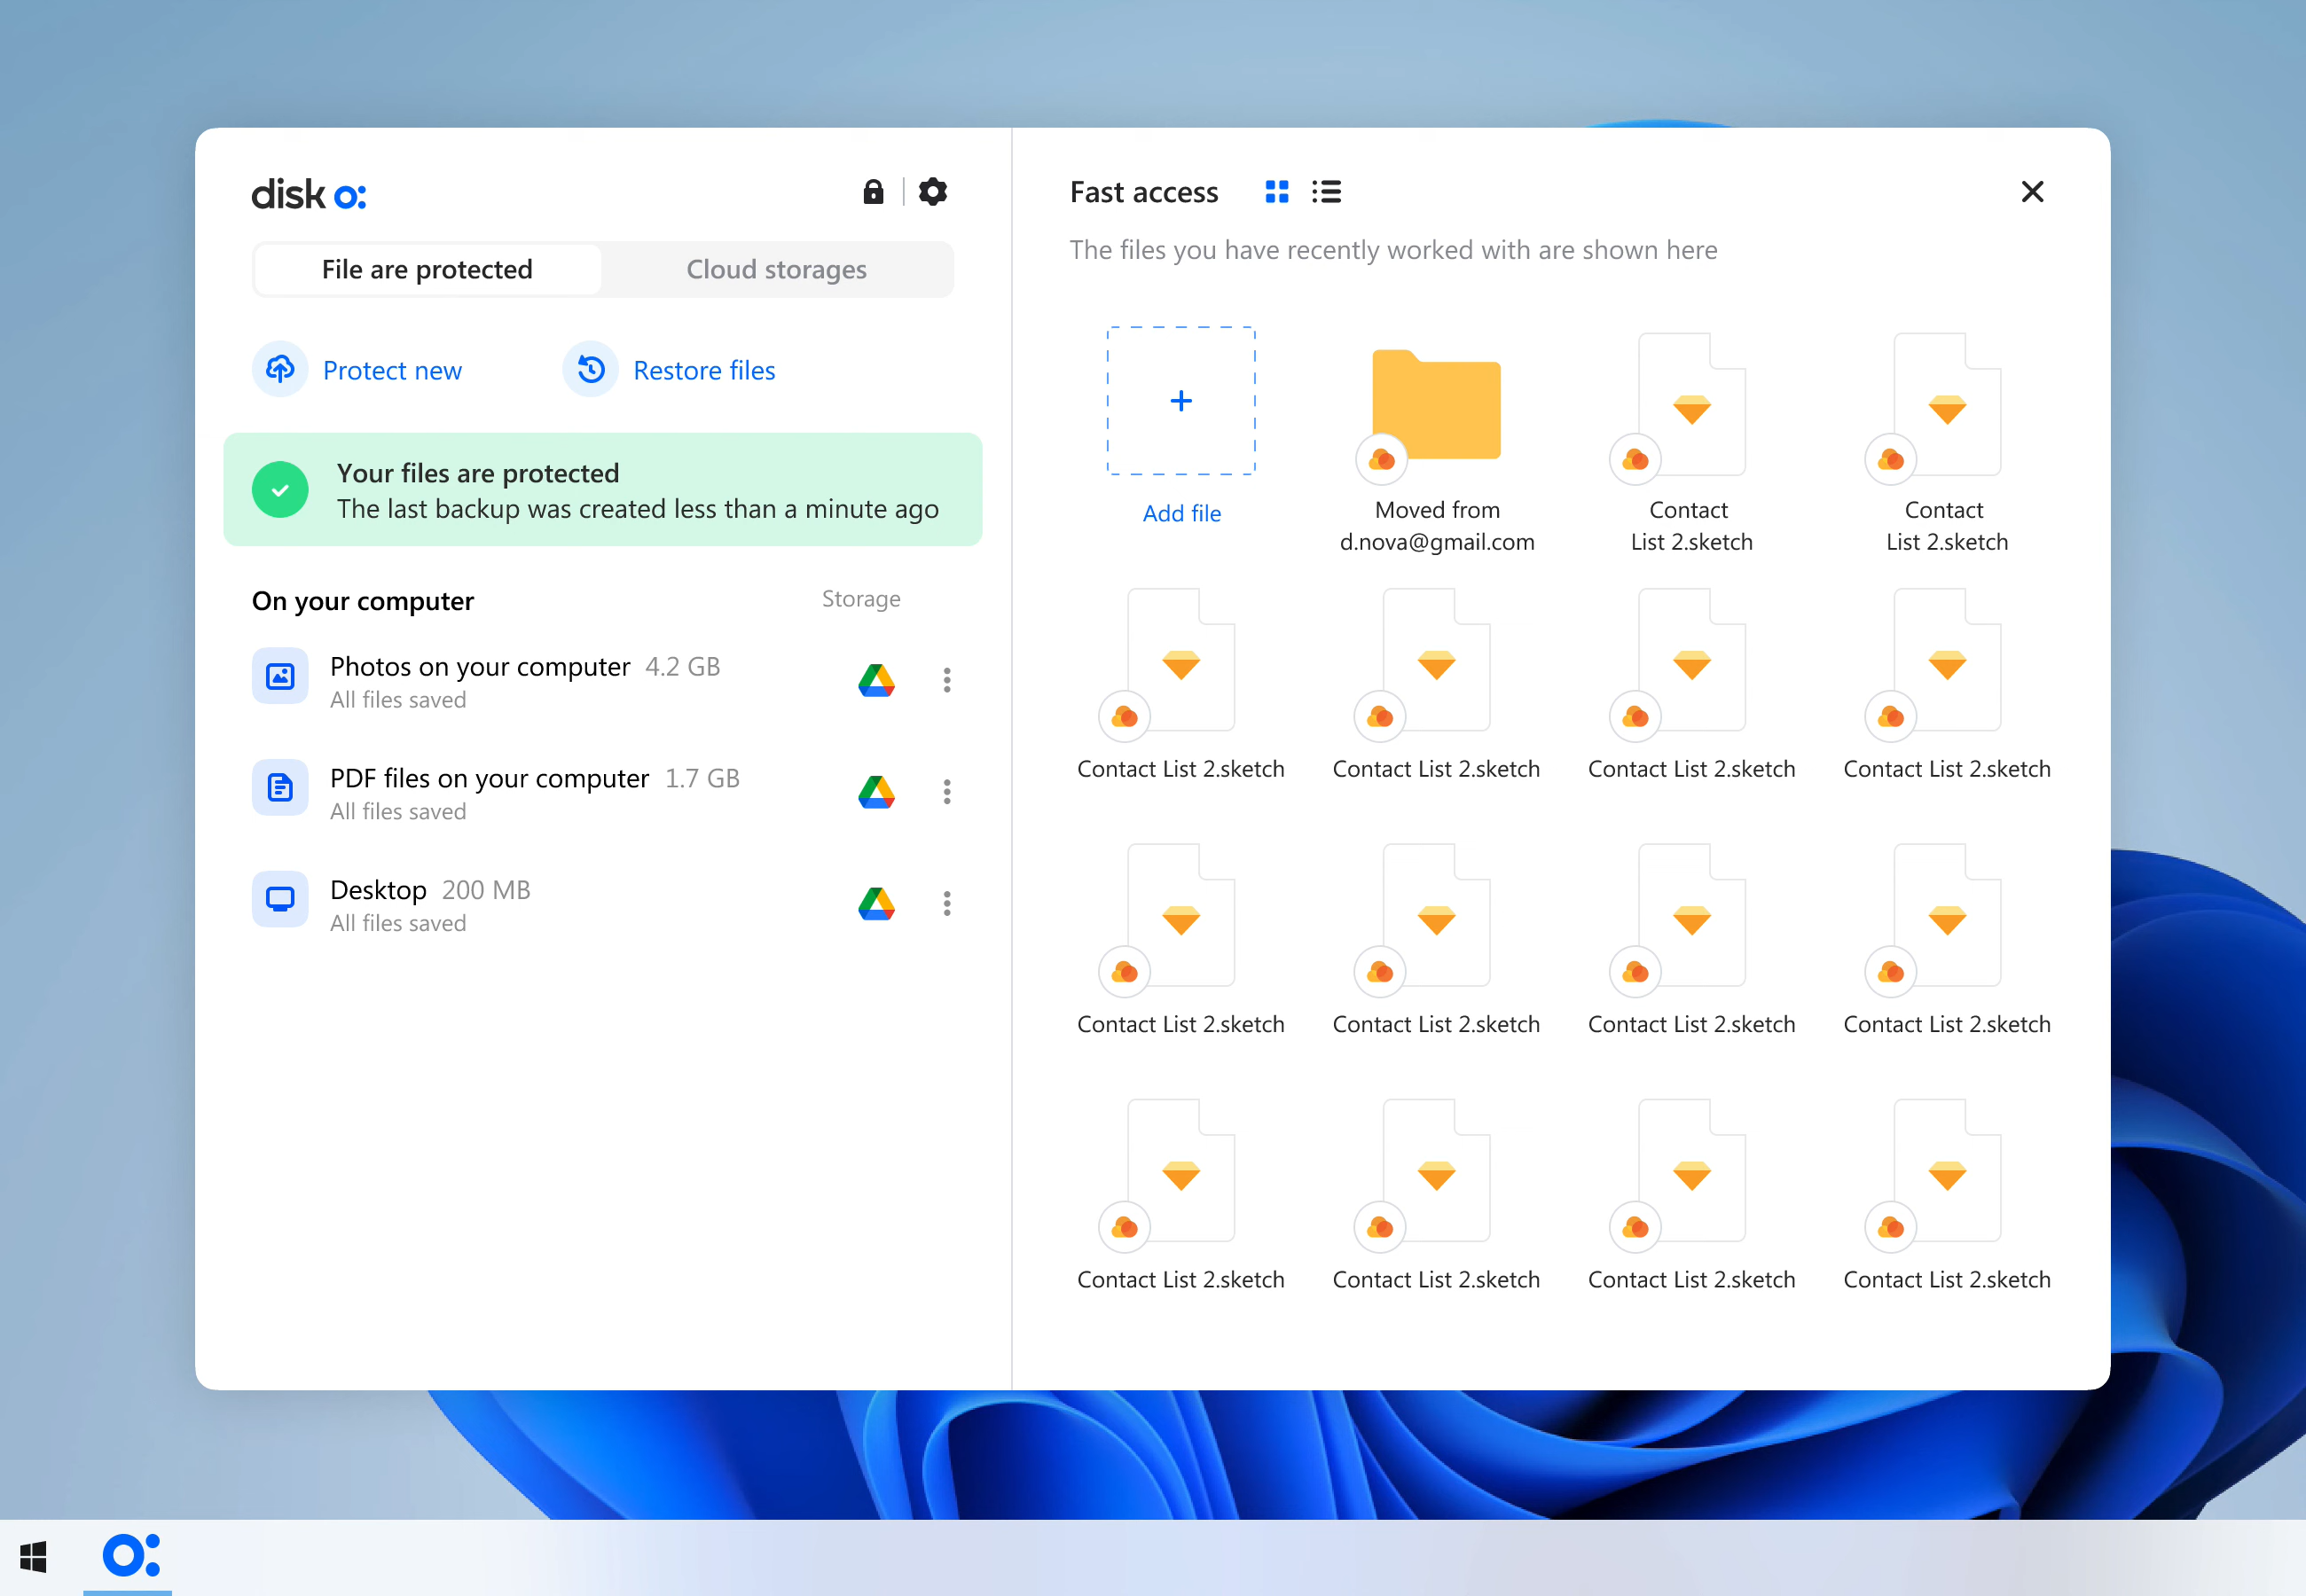 disk o:
File are protected
Cloud storages
Protect new
Restore files
Your files are protected
The last backup was created less than a minute ago
On your computer
Storage
Photos on your computer 4.2 GB
All files saved
PDF files on your computer 1.7 GB
All files saved
Desktop 200 MB
All files saved
Fast access
The files you have recently worked with are shown here
Add file
Moved from
d.nova@gmail.com
Contact
List 2.sketch
Contact
List 2.sketch
Contact List 2.sketch
Contact List 2.sketch
Contact List 2.sketch
Contact List 2.sketch
Contact List 2.sketch
Contact List 2.sketch
Contact List 2.sketch
Contact List 2.sketch
Contact List 2.sketch
Contact List 2.sketch
Contact List 2.sketch
Contact List 2.sketch
o: